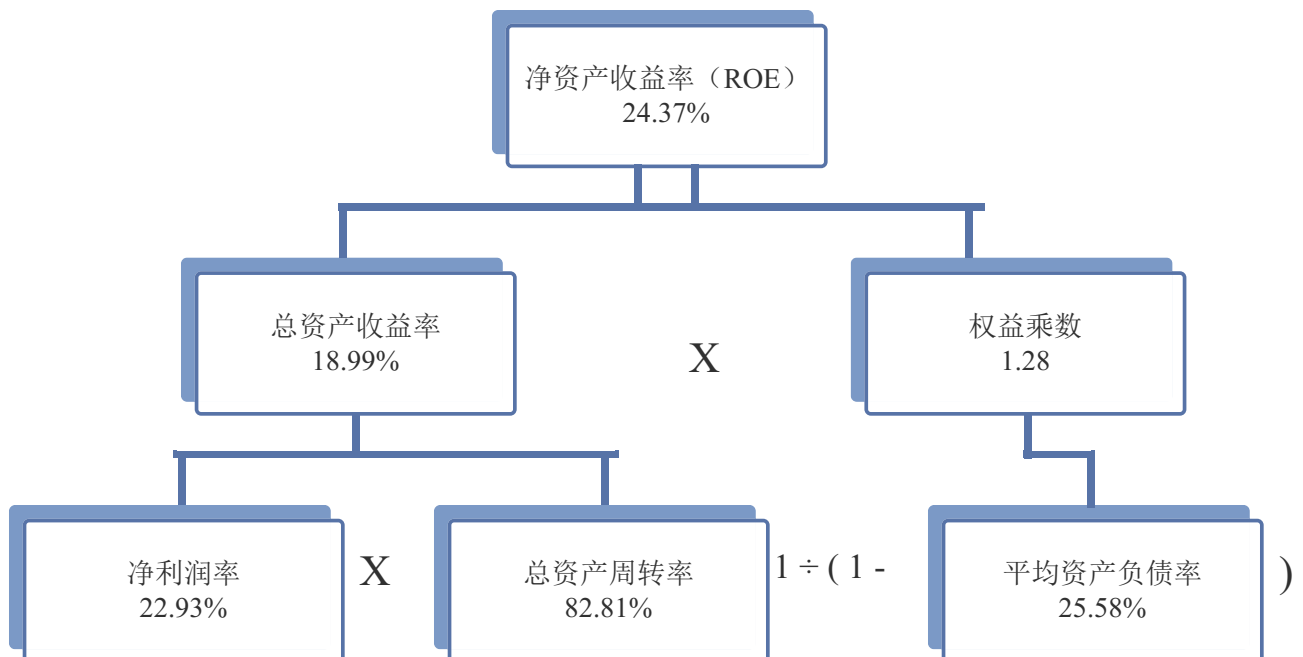 净资产收益率（ROE）
24.37%
总资产收益率
18.99%
X
权益乘数
1.28
净利润率
22.93%
X
总资产周转率
82.81%
1 ÷ ( 1 -
平均资产负债率
25.58%
)